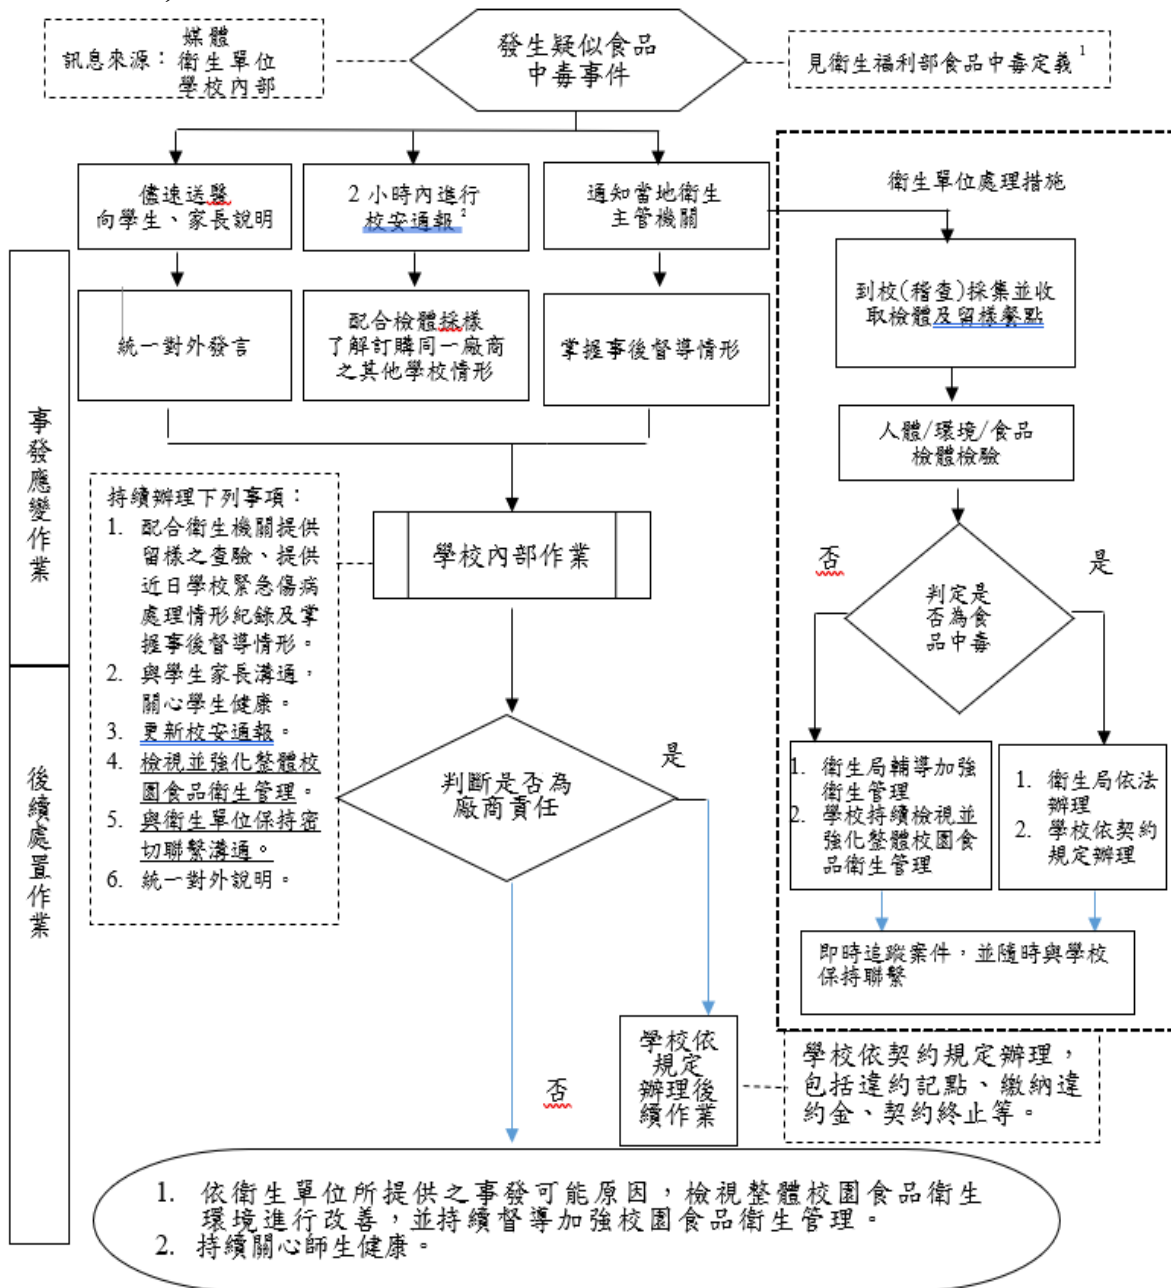 媒體
訊息來源：衛生單位
學校內部
發生疑似食品
中毒事件
見衛生福利部食品中毒定義1
儘速送醫
向學生、家長說明
2 小時內進行
校安通報2
通知當地衛生
主管機關
衛生單位處理措施
統一對外發言
配合檢體採樣
了解訂購同一廠商
之其他學校情形
掌握事後督導情形
到校(稽查)採集並收
取檢體及留樣餐點
人體/環境/食品
檢體檢驗
事發應變作業
持續辦理下列事項：
1. 配合衛生機關提供
留樣之查驗、提供
近日學校緊急傷病
處理情形紀錄及掌
握事後督導情形。
2. 與學生家長溝通，
關心學生健康。
3. 更新校安通報。
4. 檢視並強化整體校
園食品衛生管理。
5. 與衛生單位保持密
切聯繫溝通。
6. 統一對外說明。
學校內部作業
否
是
判定是
否為食
品中毒
後續處置作業
判斷是否為
廠商責任
是
1. 衛生局輔導加強
衛生管理
2. 學校持續檢視並
強化整體校園食
品衛生管理
1. 衛生局依法
辦理
2. 學校依契約
規定辦理
即時追蹤案件，並隨時與學校
保持聯繫
學校依
規定
辦理後
續作業
學校依契約規定辦理，
包括違約記點、繳納違
約金、契約終止等。
否
1. 依衛生單位所提供之事發可能原因，檢視整體校園食品衛生
環境進行改善，並持續督導加強校園食品衛生管理。
2. 持續關心師生健康。